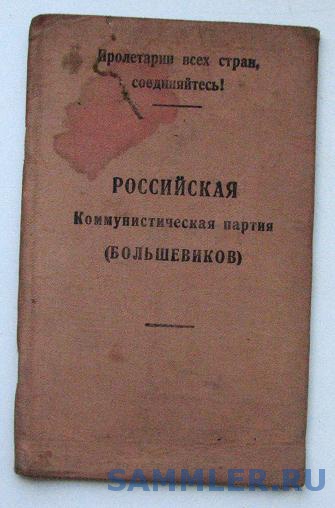 Пролетарии всех стран,
соединяйтесь!
РОССИЙСКАЯ
Коммунистическая партия
(БОЛЬШЕВИКОВ)
SAMMLER.RU